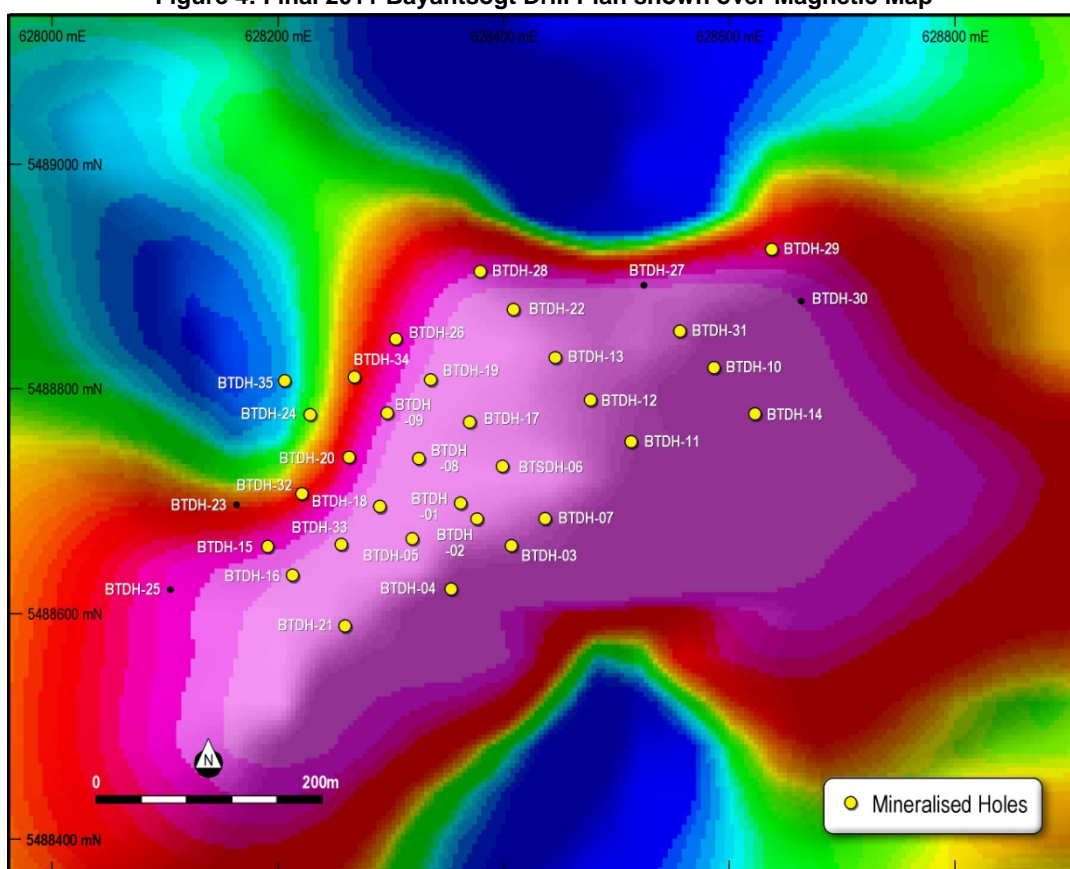 Figure 4: Final 2011 Bayantsogt Drill Plan shown over Magnetic Map
628000 mE
628200 mE
628400 mE
628600 mE
628800 mE
5489000 mN
BTDH-29
BTDH-28
BTDH-27
BTDH-30
BTDH-22
BTDH-31
BTDH-26
BTDH-13
BTDH-34
BTDH-10
5488800 mN
BTDH-35
BTDH-19
BTDH-12
BTDH-24
BTDH
-09
BTDH-17
BTDH-14
BTDH-11
BTDH-20
BTDH
-08
BTSDH-06
BTDH-32
BTDH-23
BTDH-18
BTDH
-01
BTDH-07
BTDH-33
BTDH
-02
BTDH-15
BTDH-05
BTDH-03
BTDH-16
BTDH-25
BTDH-04
5488600 mN
BTDH-21
N
0
200m
Mineralised Holes
5488400 mN